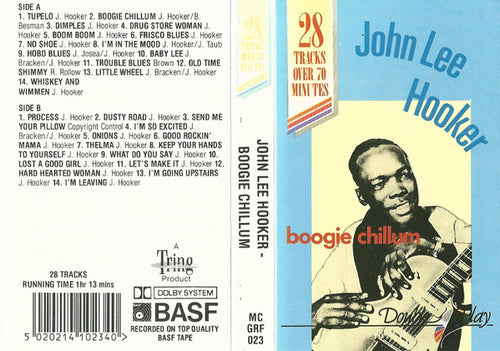 SIDE A
1. TUPELO J. Hooker 2. BOOGIE CHILLUM J. Hooker/B.
Besman 3. DIMPLES J. Hooker 4. DRUG STORE WOMAN J.
Hooker 5. BOOM BOOM J. Hooker 6. FRISCO BLUES J. Hooker
7. NO SHOE J. Hooker 8. I'M IN THE MOOD J. Hooker/J. Taub
9. HOBO BLUES J. Josea/J. Hooker 10. BABY LEE J.
Bracken/J. Hooker 11. TROUBLE BLUES Brown 12. OLD TIME
SHIMMY R. Rollow 13. LITTLE WHEEL J. Bracken/J. Hooker
14. WHISKEY AND
WIMMEN J. Hooker
SIDE B
1. PROCESS J. Hooker 2. DUSTY ROAD J. Hooker 3. SEND ME
YOUR PILLOW Copyright Control 4. I'M SO EXCITED J.
Bracken/J. Hooker 5. ONIONS J. Hooker 6. GOOD ROCKIN'
MAMA J. Hooker 7. THELMA J. Hooker 8. KEEP YOUR HANDS
TO YOURSELF J. Hooker 9. WHAT DO YOU SAY J. Hooker 10.
LOST A GOOD GIRL J. Hooker 11. LET'S MAKE IT J. Hooker 12.
HARD HEARTED WOMAN J. Hooker 13. I'M GOING UPSTAIRS
J. Hooker 14. I'M LEAVING J. Hooker
28 TRACKS
RUNNING TIME 1hr 13 mins
5 020214 102340
A
Tring
Product
DOLBY SYSTEM
BASF
RECORDED ON TOP QUALITY
BASF TAPE
28
TRACKS
OVER 70
MINUTES
JOHN LEE HOOKER -
BOOGIE CHILLUM
MC
GRF
023
28
TRACKS
OVER 70
MINUTES
John Lee
Hooker
boogie chillum
Double Play